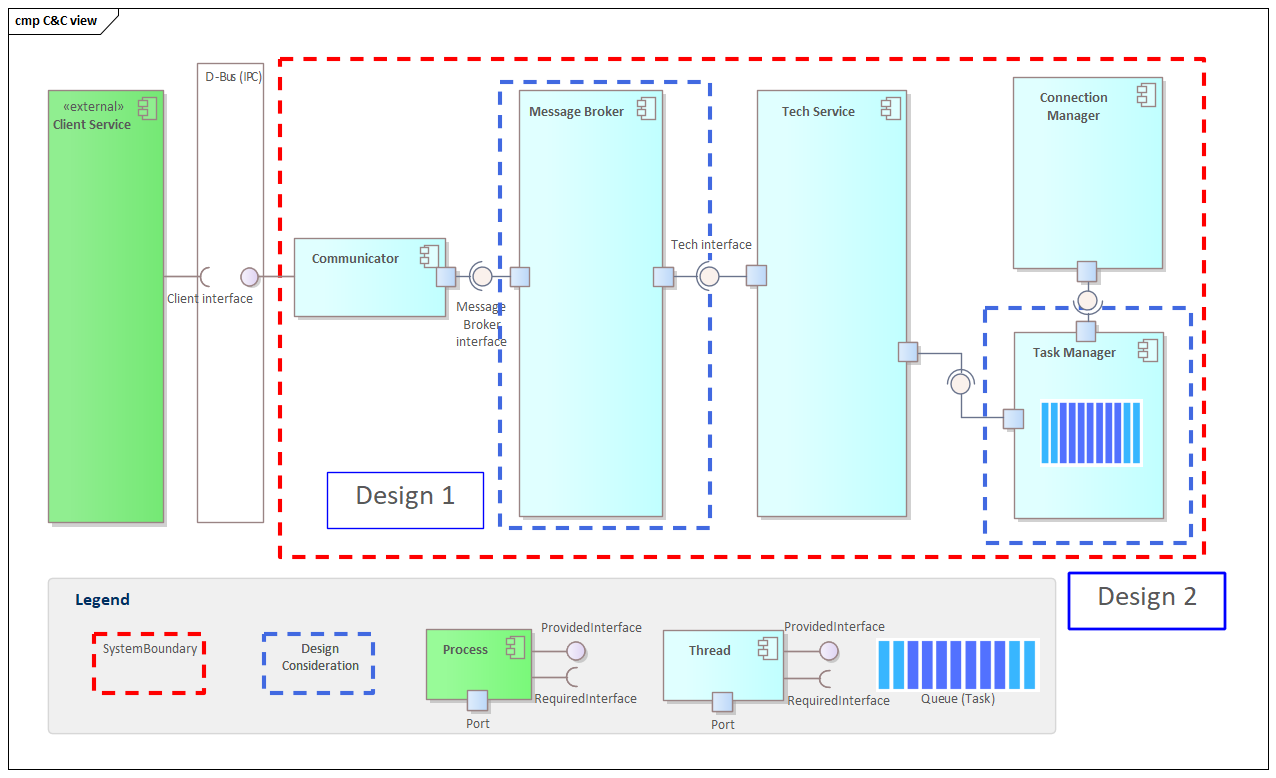 cmp C&C view
D-Bus (IPC)
«external»
Client Service
Message Broker
Tech Service
Connection
Manager
Tech interface
Communicator
Client interface
Message
Broker
interface
Task Manager
Design 1
Design 2
Legend
SystemBoundary
Design
Consideration
Process
ProvidedInterface
RequiredInterface
Port
Thread
ProvidedInterface
RequiredInterface
Port
Queue (Task)